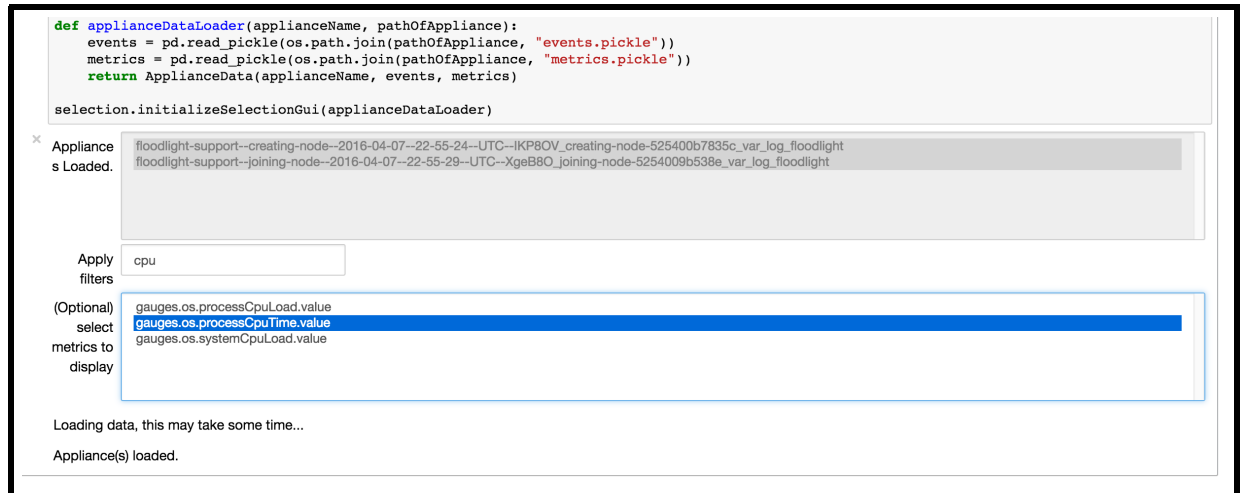 def applianceDataLoader(applianceName, pathOfAppliance):
    events = pd.read_pickle(os.path.join(pathOfAppliance, "events.pickle"))
    metrics = pd.read_pickle(os.path.join(pathOfAppliance, "metrics.pickle"))
    return ApplianceData(applianceName, events, metrics)
selection.initializeSelectionGui(applianceDataLoader)
Appliance
s Loaded.
floodlight-support--creating-node--2016-04-07--22-55-24--UTC--IKP8OV_creating-node-525400b7835c_var_log_floodlight
floodlight-support--joining-node--2016-04-07--22-55-29--UTC--XgeB8O_joining-node-5254009b538e_var_log_floodlight
Apply
filters
cpu
(Optional)
select
metrics to
display
gauges.os.processCpuLoad.value
gauges.os.processCpuTime.value
gauges.os.systemCpuLoad.value
Loading data, this may take some time...
Appliance(s) loaded.